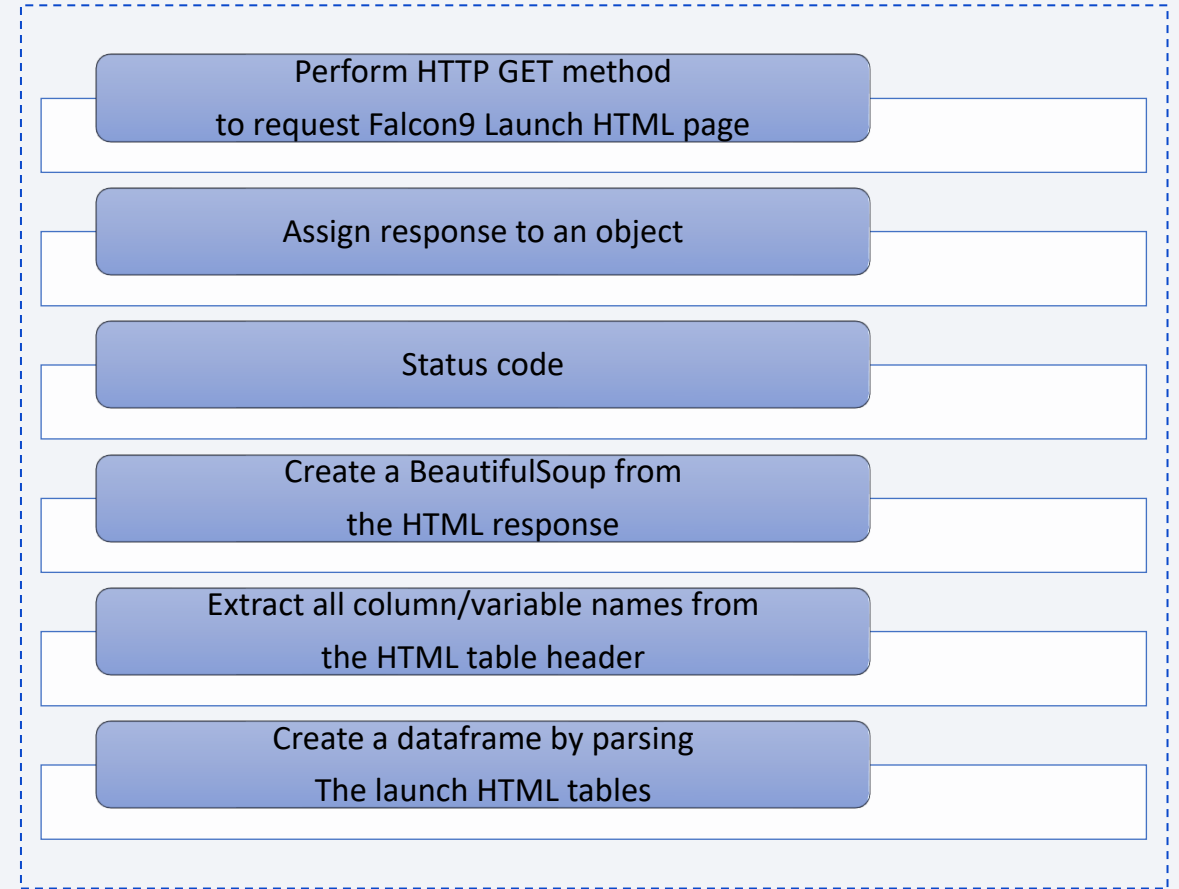 Perform HTTP GET method
to request Falcon9 Launch HTML page
Assign response to an object
Status code
Create a BeautifulSoup from
the HTML response
Extract all column/variable names from
the HTML table header
Create a dataframe by parsing
The launch HTML tables